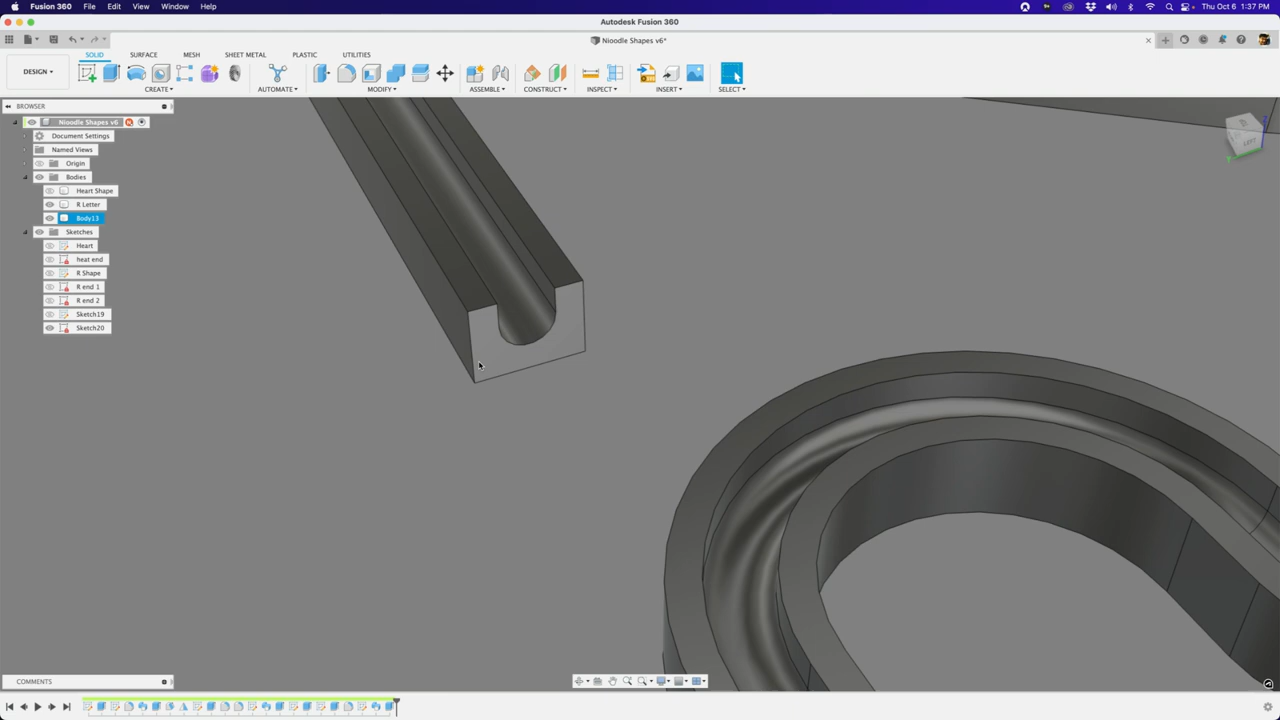 Fusion 360 File Edit View Window Help Thu Oct 6 1:37 PM
Autodesk Fusion 360
Nioodle Shapes v6*
SOLID SURFACE MESH SHEET METAL PLASTIC UTILITIES
DESIGN
CREATE AUTOMATE MODIFY ASSEMBLE CONSTRUCT INSPECT INSERT SELECT
BROWSER
Nioodle Shapes v6
Document Settings
Named Views
Origin
Bodies
Heart Shape
R Letter
Body13
Sketches
Heart
heat end
R Shape
R end 1
R end 2
Sketch19
Sketch20
LEFT
COMMENTS